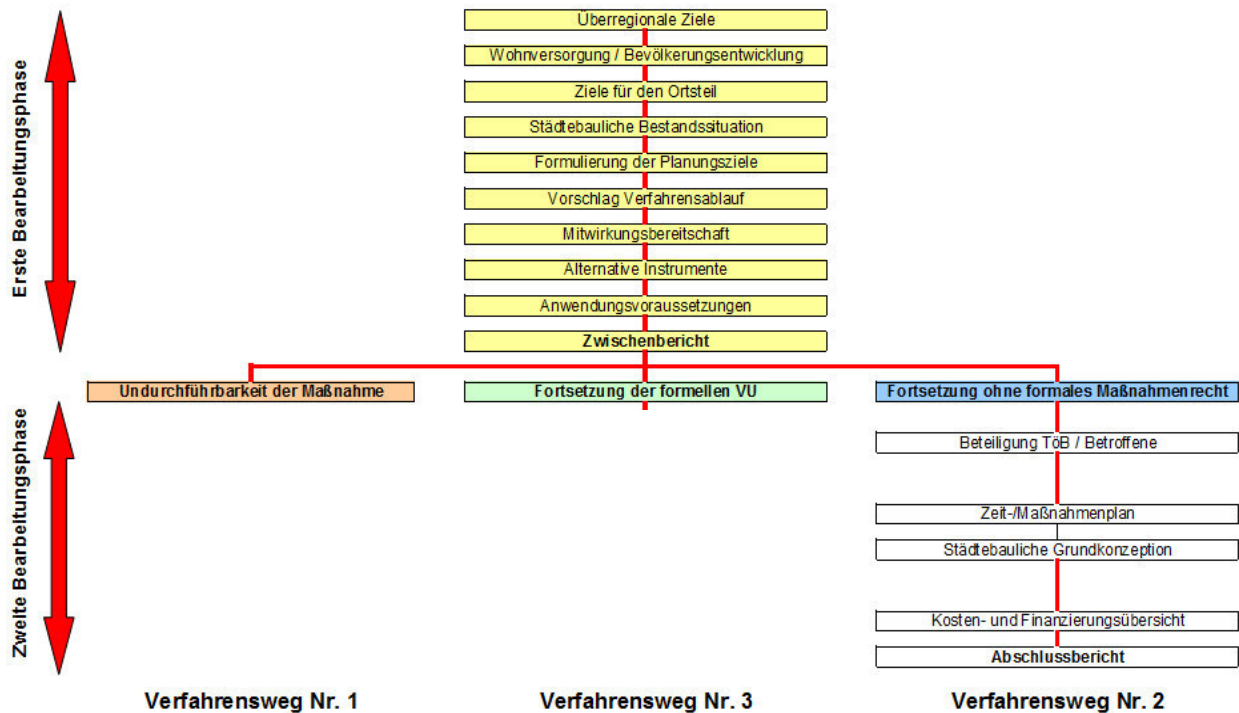 Erste Bearbeitungsphase
Überregionale Ziele
Wohnversorgung / Bevölkerungsentwicklung
Ziele für den Ortsteil
Städtebauliche Bestandssituation
Formulierung der Planungsziele
Vorschlag Verfahrensablauf
Mitwirkungsbereitschaft
Alternative Instrumente
Anwendungsvoraussetzungen
Zwischenbericht
Undurchführbarkeit der Maßnahme
Fortsetzung der formellen VU
Fortsetzung ohne formales Maßnahmenrecht
Zweite Bearbeitungsphase
Beteiligung TöB / Betroffene
Zeit-/Maßnahmenplan
Städtebauliche Grundkonzeption
Kosten- und Finanzierungsübersicht
Abschlussbericht
Verfahrensweg Nr. 1
Verfahrensweg Nr. 3
Verfahrensweg Nr. 2